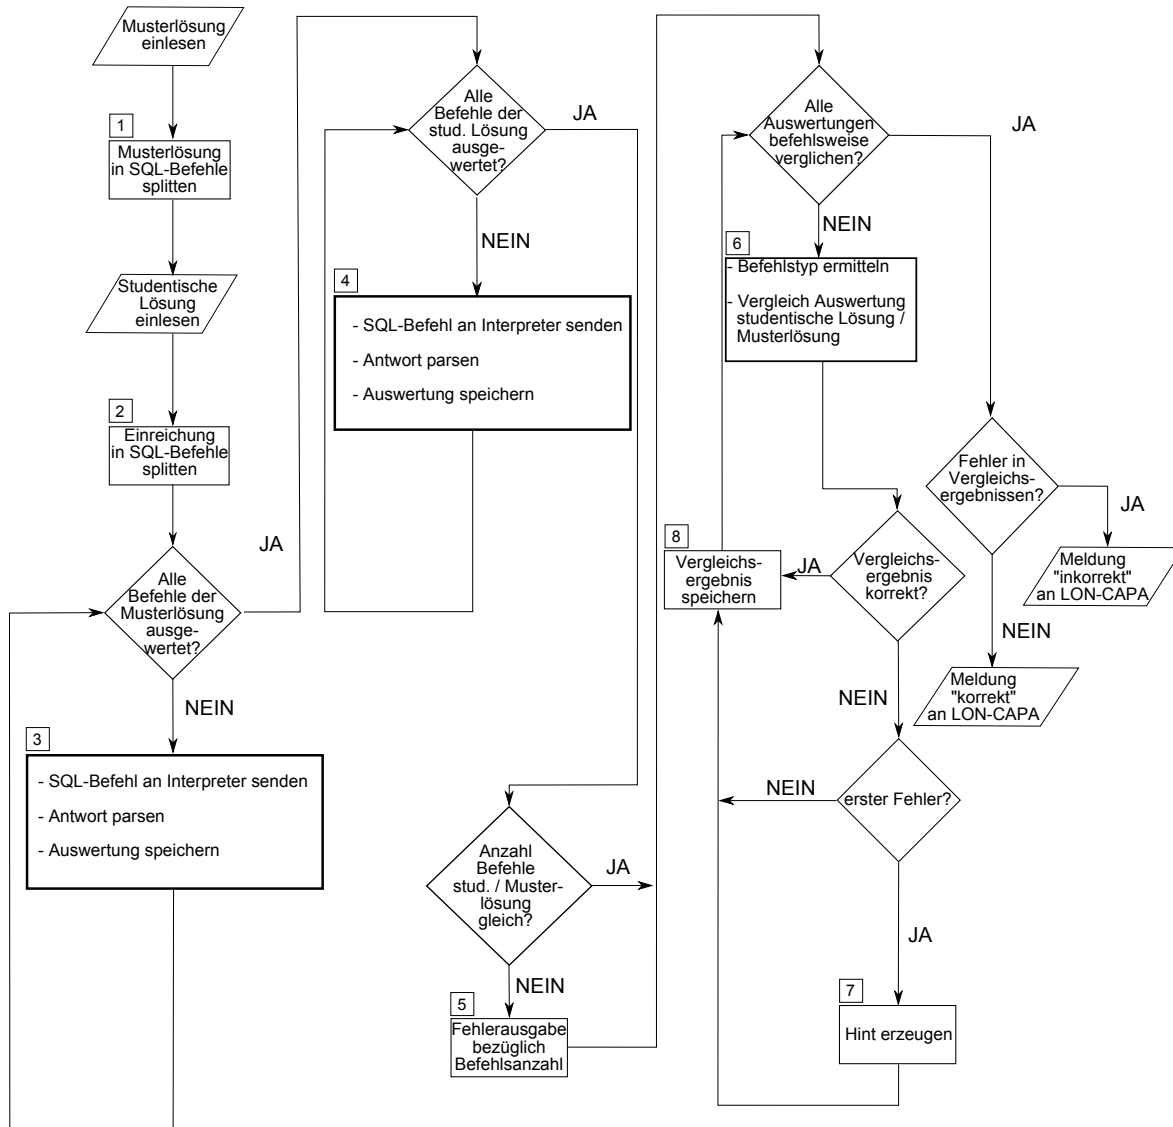 Musterlösung
einlesen
1
Musterlösung
in SQL-Befehle
splitten
Studentische
Lösung
einlesen
2
Einreichung
in SQL-Befehle
splitten
Alle
Befehle der
Musterlösung
ausge-
wertet?
JA
NEIN
3
- SQL-Befehl an Interpreter senden
- Antwort parsen
- Auswertung speichern
Alle
Befehle der
stud. Lösung
ausge-
wertet?
JA
NEIN
4
- SQL-Befehl an Interpreter senden
- Antwort parsen
- Auswertung speichern
Anzahl
Befehle
stud. / Muster-
lösung
gleich?
JA
NEIN
5
Fehlerausgabe
bezüglich
Befehlsanzahl
Alle
Auswertungen
befehlsweise
verglichen?
JA
NEIN
6
- Befehlstyp ermitteln
- Vergleich Auswertung
studentische Lösung /
Musterlösung
Vergleichs-
ergebnis
korrekt?
JA
8
Vergleichs-
ergebnis
speichern
NEIN
erster Fehler?
NEIN
JA
7
Hint erzeugen
Fehler in
Vergleichs-
ergebnissen?
JA
Meldung
"inkorrekt"
an LON-CAPA
NEIN
Meldung
"korrekt"
an LON-CAPA